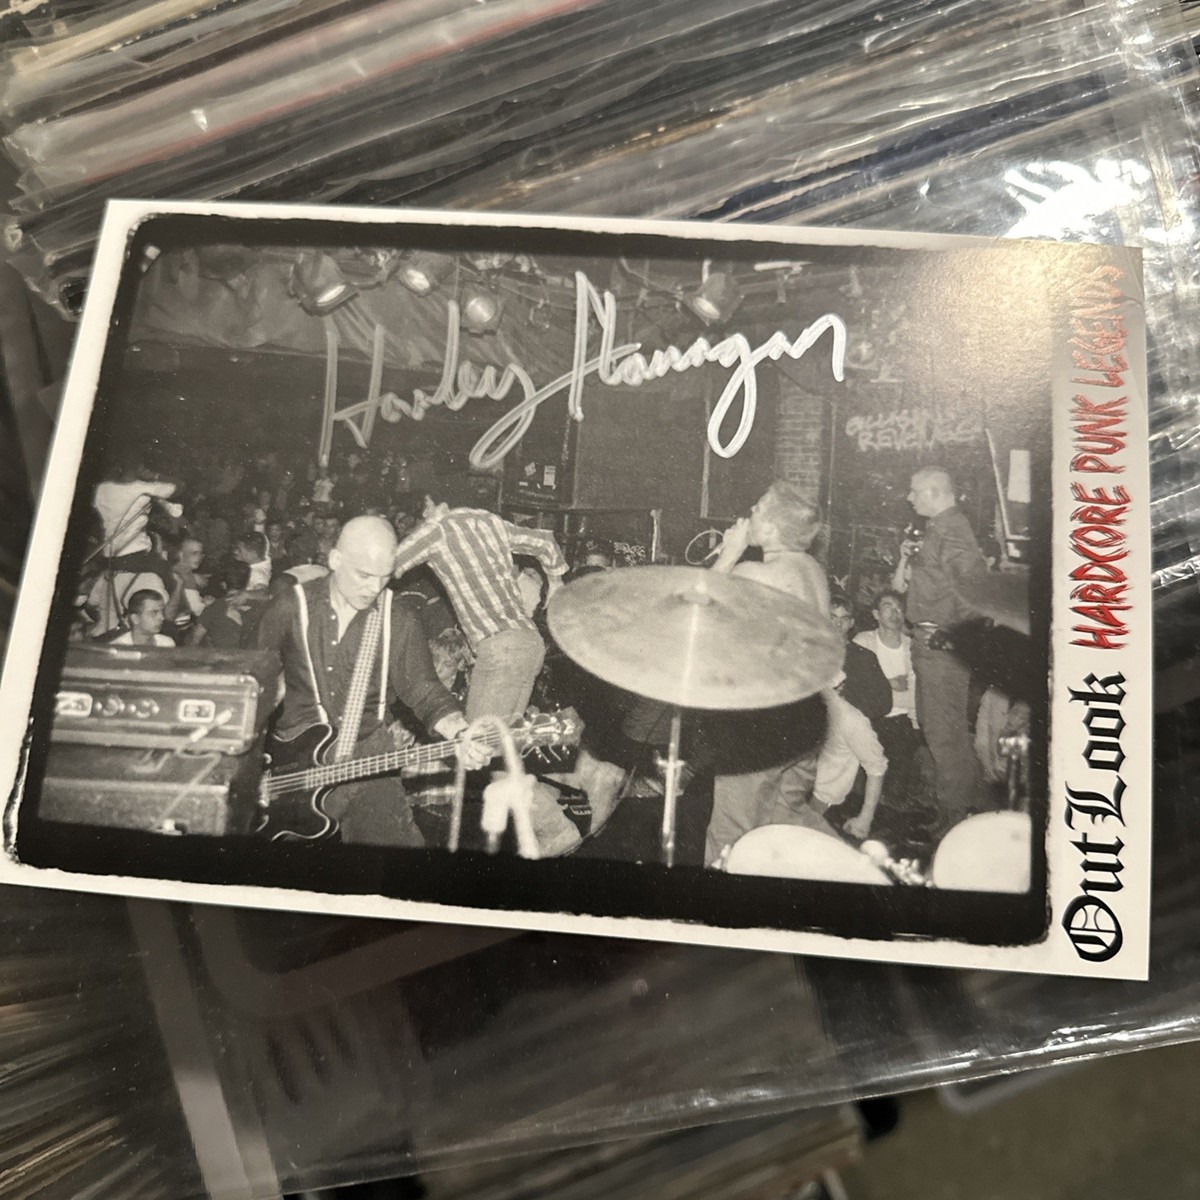 Harley Flanagan
OutLook HARDCORE PUNK LEGENDS